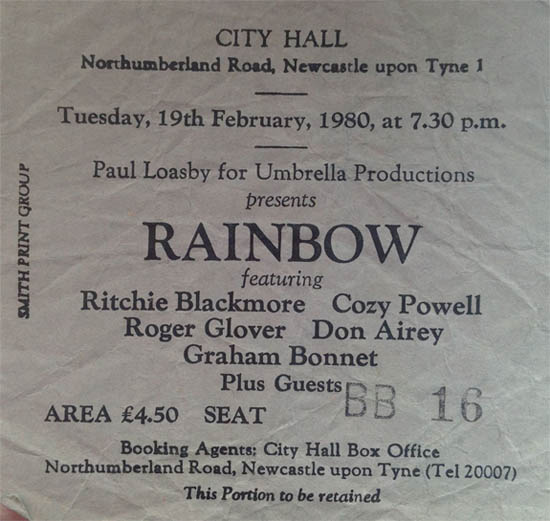 CITY HALL
Northumberland Road, Newcastle upon Tyne 1
Tuesday, 19th February, 1980, at 7.30 p.m.
Paul Loasby for Umbrella Productions
presents
RAINBOW
featuring
Ritchie Blackmore Cozy Powell
Roger Glover Don Airey
Graham Bonnet
Plus Guests
AREA £4.50 SEAT BB 16
Booking Agents: City Hall Box Office
Northumberland Road, Newcastle upon Tyne (Tel 20007)
This Portion to be retained
SMITH PRINT GROUP